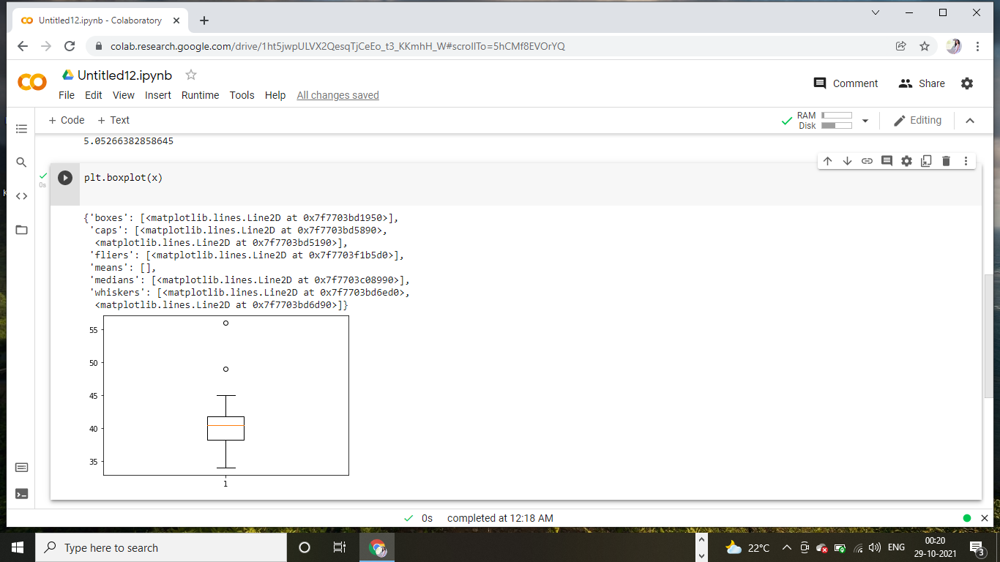 Untitled12.ipynb - Colaboratory
colab.research.google.com/drive/1ht5jwpULVX2QesqTjCeEo_t3_KKmhH_W#scrollTo=5hCMf8EVOrYQ
Untitled12.ipynb
File Edit View Insert Runtime Tools Help All changes saved
Comment Share
+ Code + Text
RAM
Disk
Editing
5.05266382858645
0s
plt.boxplot(x)
{'boxes': [<matplotlib.lines.Line2D at 0x7f7703bd1950>],
'caps': [<matplotlib.lines.Line2D at 0x7f7703bd5890>,
<matplotlib.lines.Line2D at 0x7f7703bd5190>],
'fliers': [<matplotlib.lines.Line2D at 0x7f7703f1b5d0>],
'means': [],
'medians': [<matplotlib.lines.Line2D at 0x7f7703c08990>],
'whiskers': [<matplotlib.lines.Line2D at 0x7f7703bd6ed0>,
<matplotlib.lines.Line2D at 0x7f7703bd6d90>]}
55
50
45
40
35
1
0s completed at 12:18 AM
Type here to search
22°C
ENG
00:20
29-10-2021
3